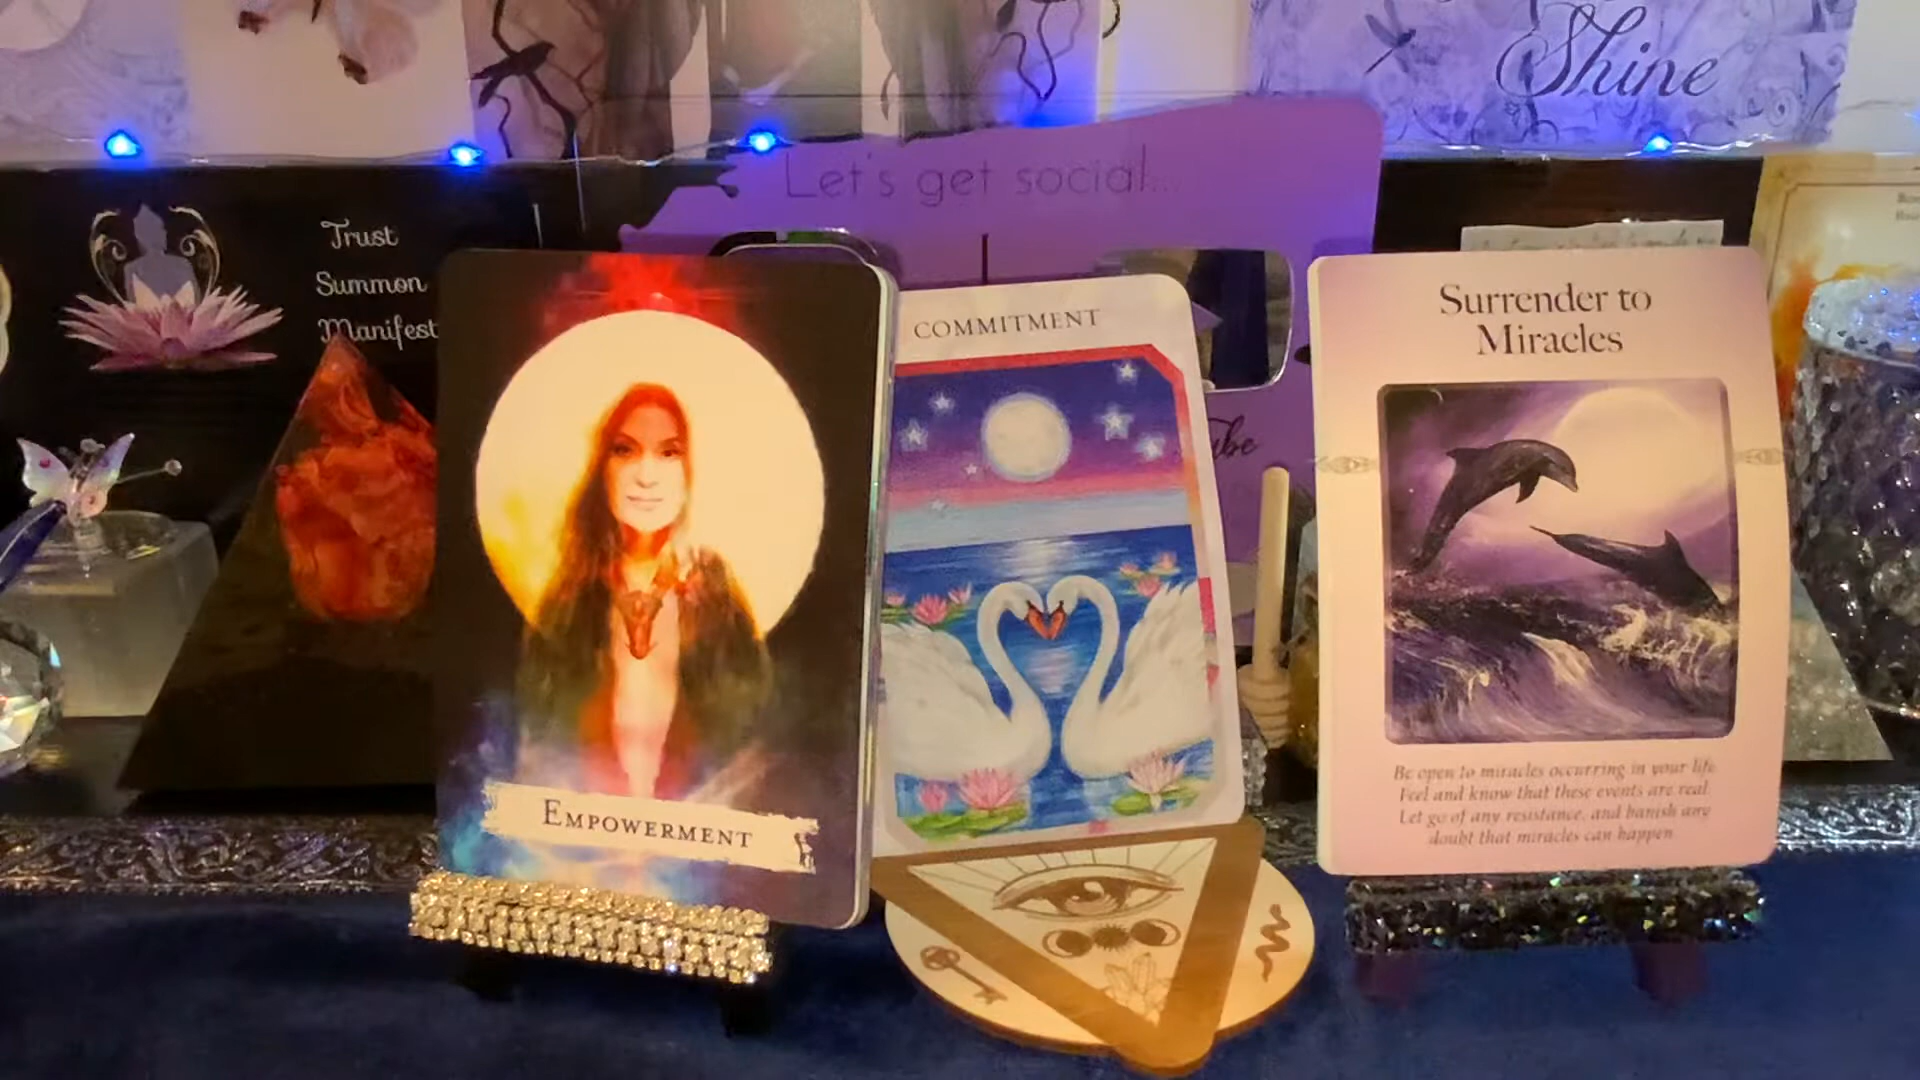 Shine
Let's get social...
Trust
Summon
Manifest
EMPOWERMENT
COMMITMENT
Surrender to
Miracles
Be open to miracles occurring in your life.
Feel and know that these events are real.
Let go of any resistance, and banish any
doubt that miracles can happen.